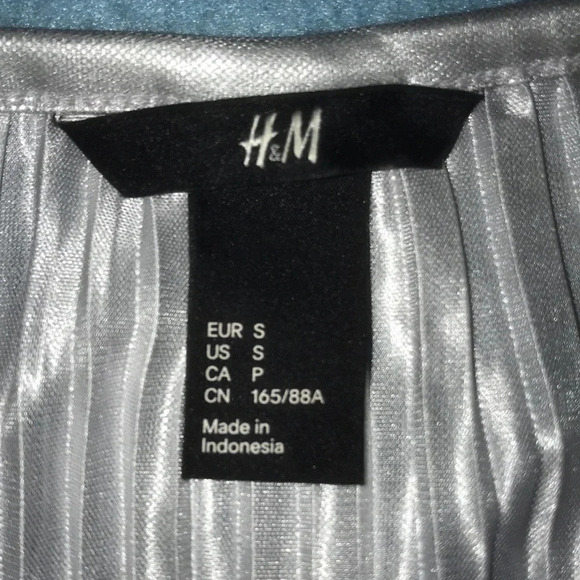 H&M
EUR S
US S
CA P
CN 165/88A
Made in
Indonesia